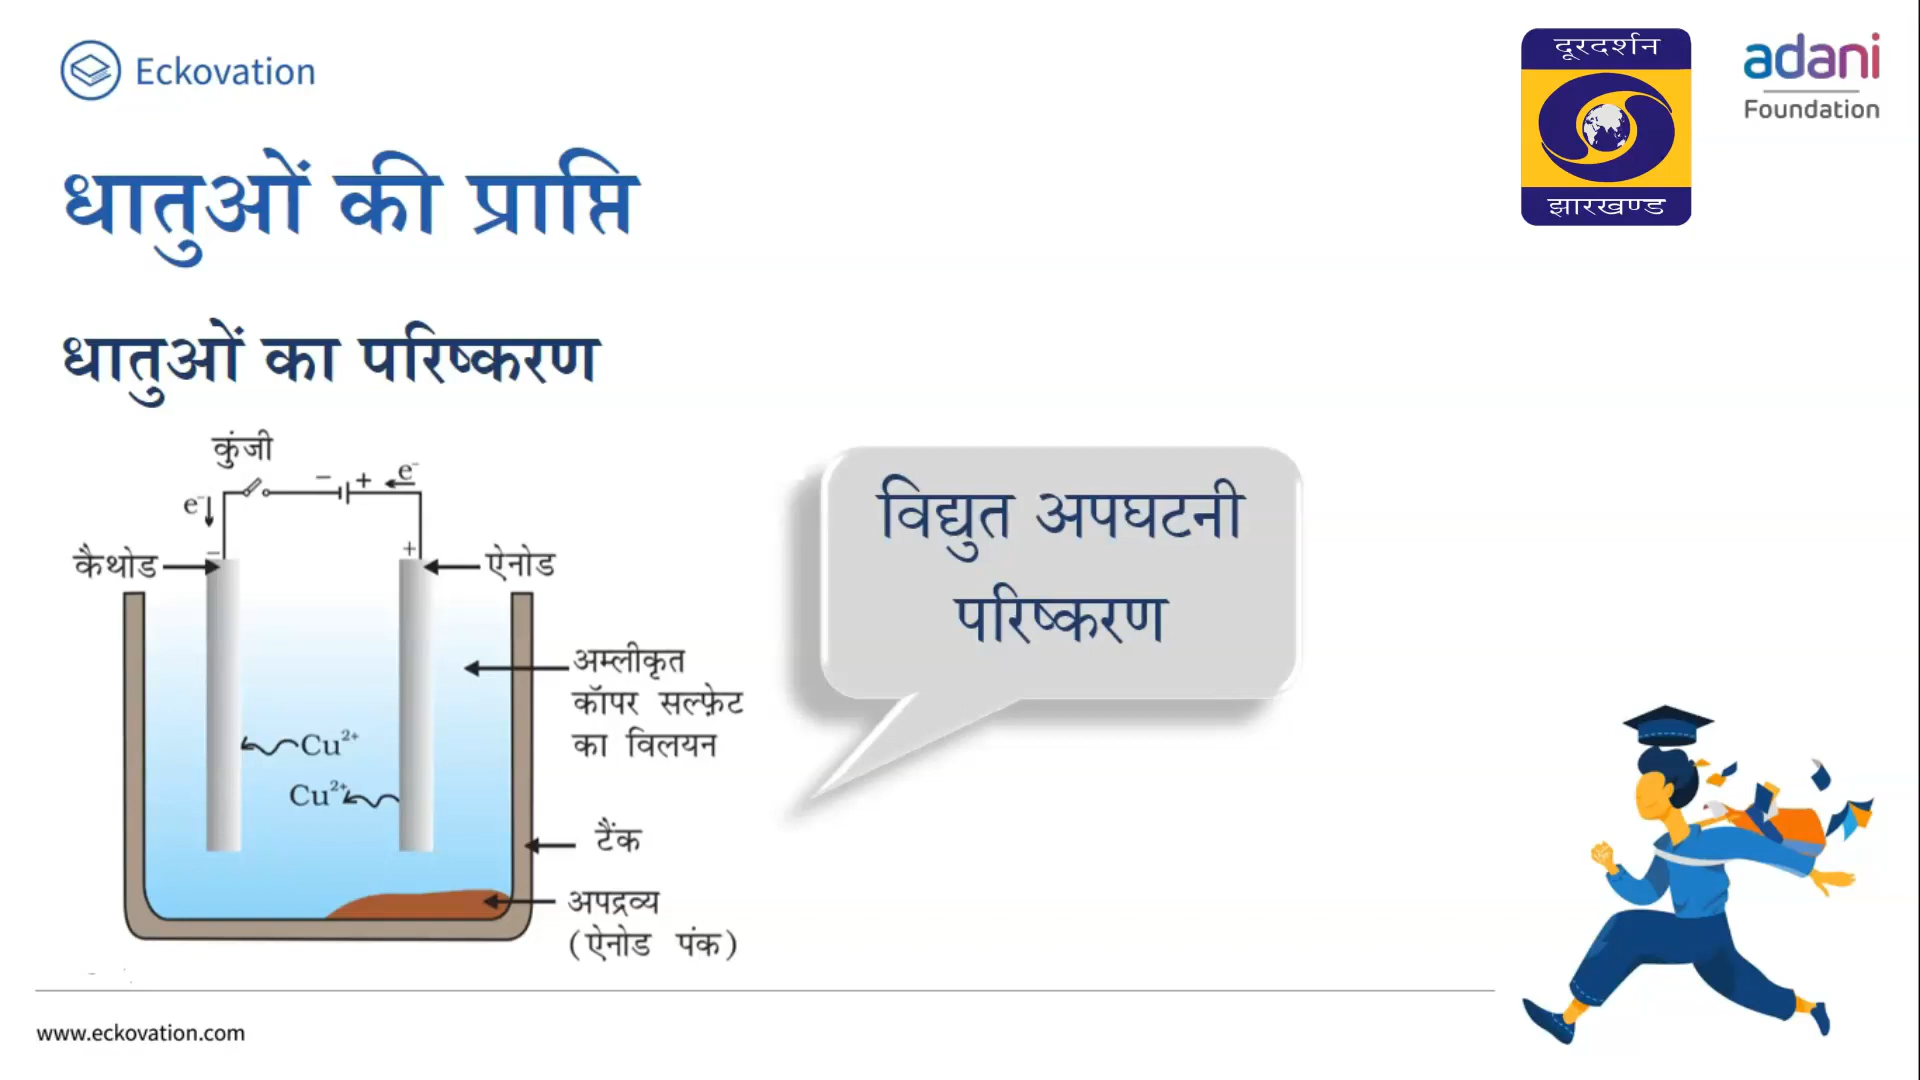 Eckovation
दूरदर्शन
झारखण्ड
adani
Foundation
धातुओं की प्राप्ति
धातुओं का परिष्करण
कुंजी
− + e⁻
e⁻
− +
कैथोड
ऐनोड
अम्लीकृत
कॉपर सल्फ़ेट
का विलयन
Cu²⁺
Cu²⁺
टैंक
अपद्रव्य
(ऐनोड पंक)
विद्युत अपघटनी
परिष्करण
www.eckovation.com